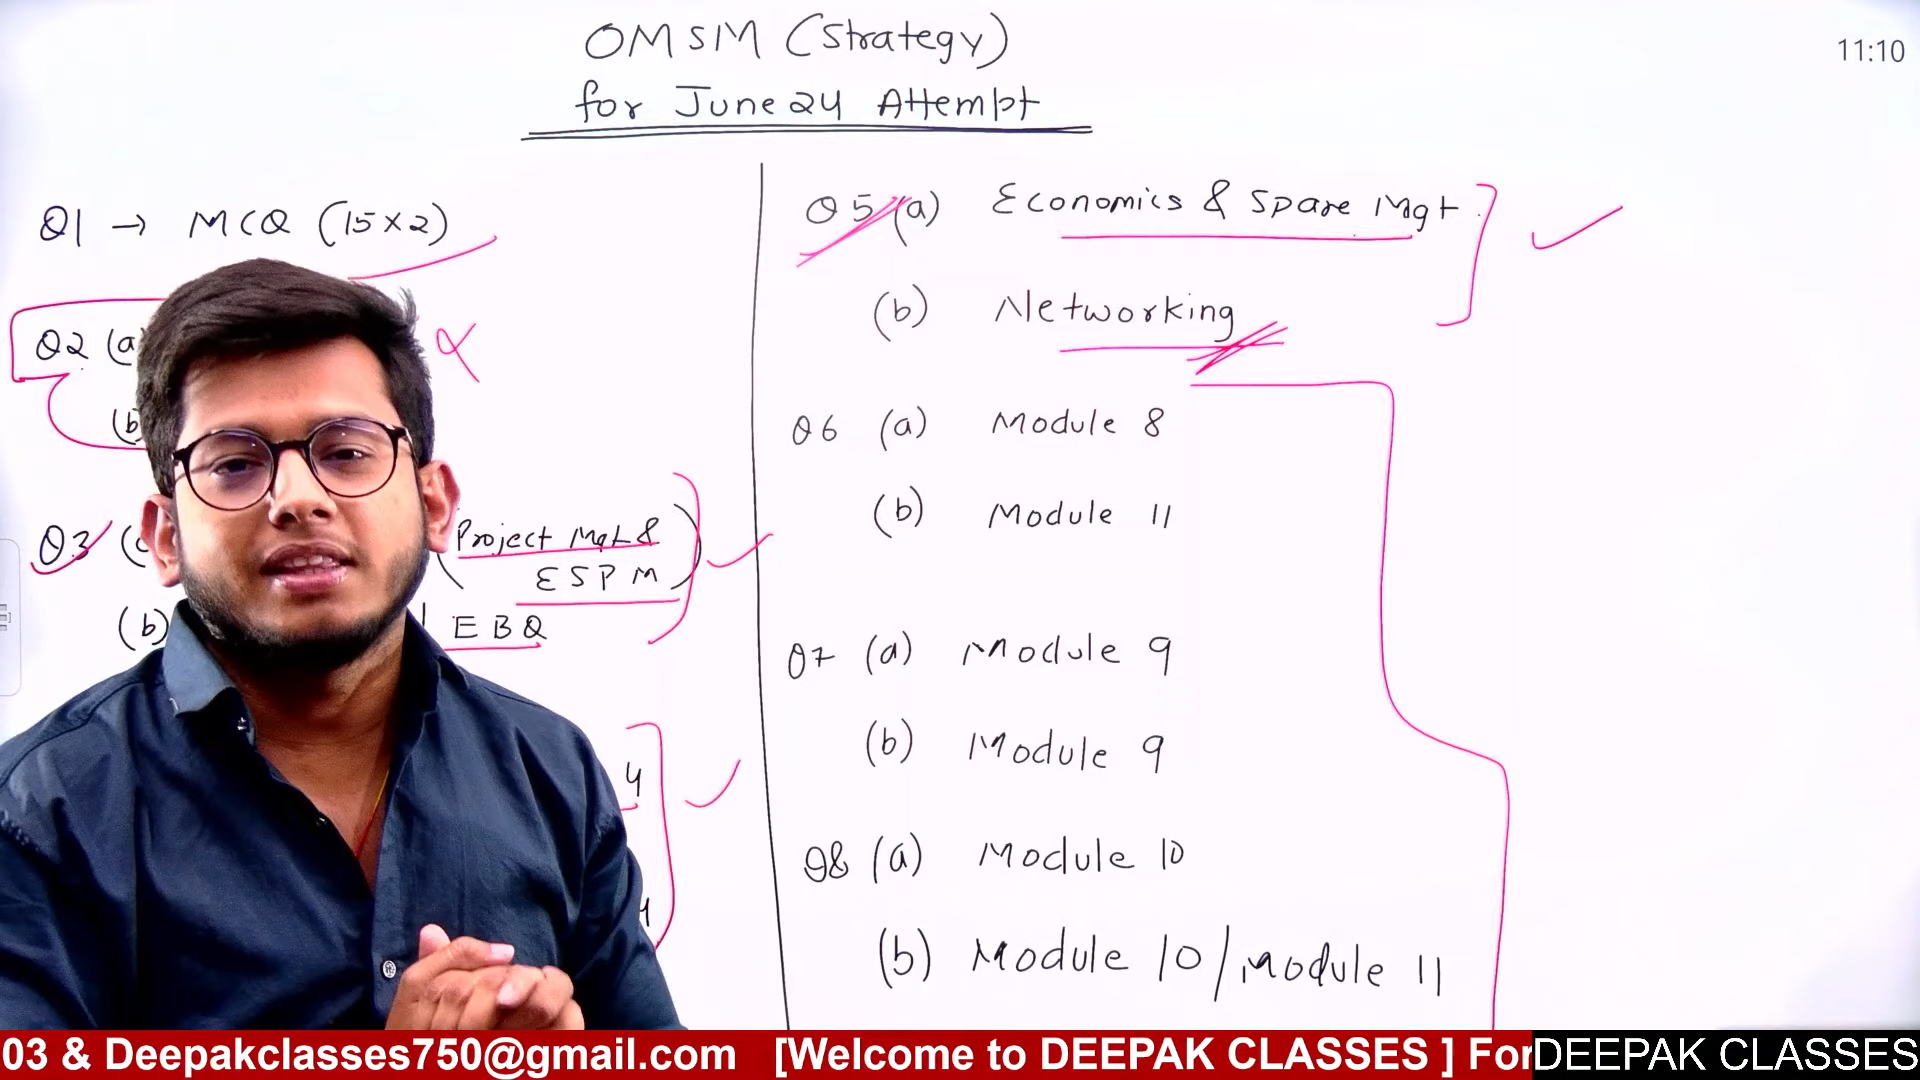 OMSM (Strategy)
for June 24 Attempt
11:10
Q1 → MCQ (15×2)
Q2 (a
(b)
Q3 (
Project Mgt &
ESPM
(b)
EBQ
4
4
Q5 (a) Economics & Spare Mgt.
(b) Networking
Q6 (a) Module 8
(b) Module 11
Q7 (a) Module 9
(b) Module 9
Q8 (a) Module 10
(b) Module 10/Module 11
03 & Deepakclasses750@gmail.com [Welcome to DEEPAK CLASSES ] For
DEEPAK CLASSES